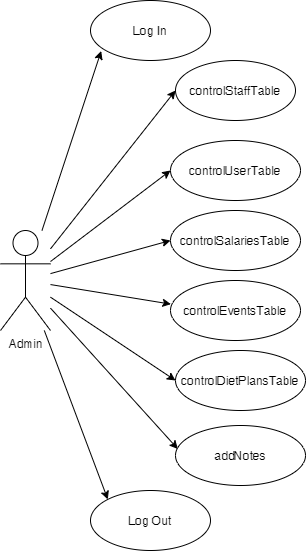 Log In
controlStaffTable
controlUserTable
controlSalariesTable
controlEventsTable
Admin
controlDietPlansTable
addNotes
Log Out